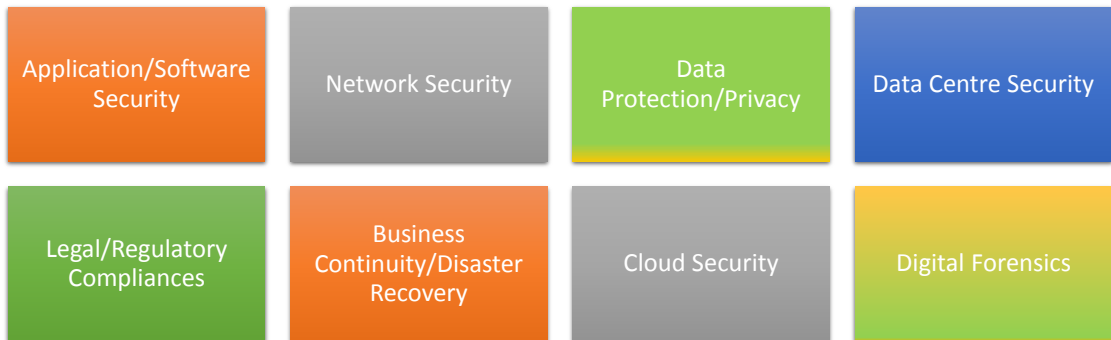 Application/Software
Security
Network Security
Data
Protection/Privacy
Data Centre Security
Legal/Regulatory
Compliances
Business
Continuity/Disaster
Recovery
Cloud Security
Digital Forensics